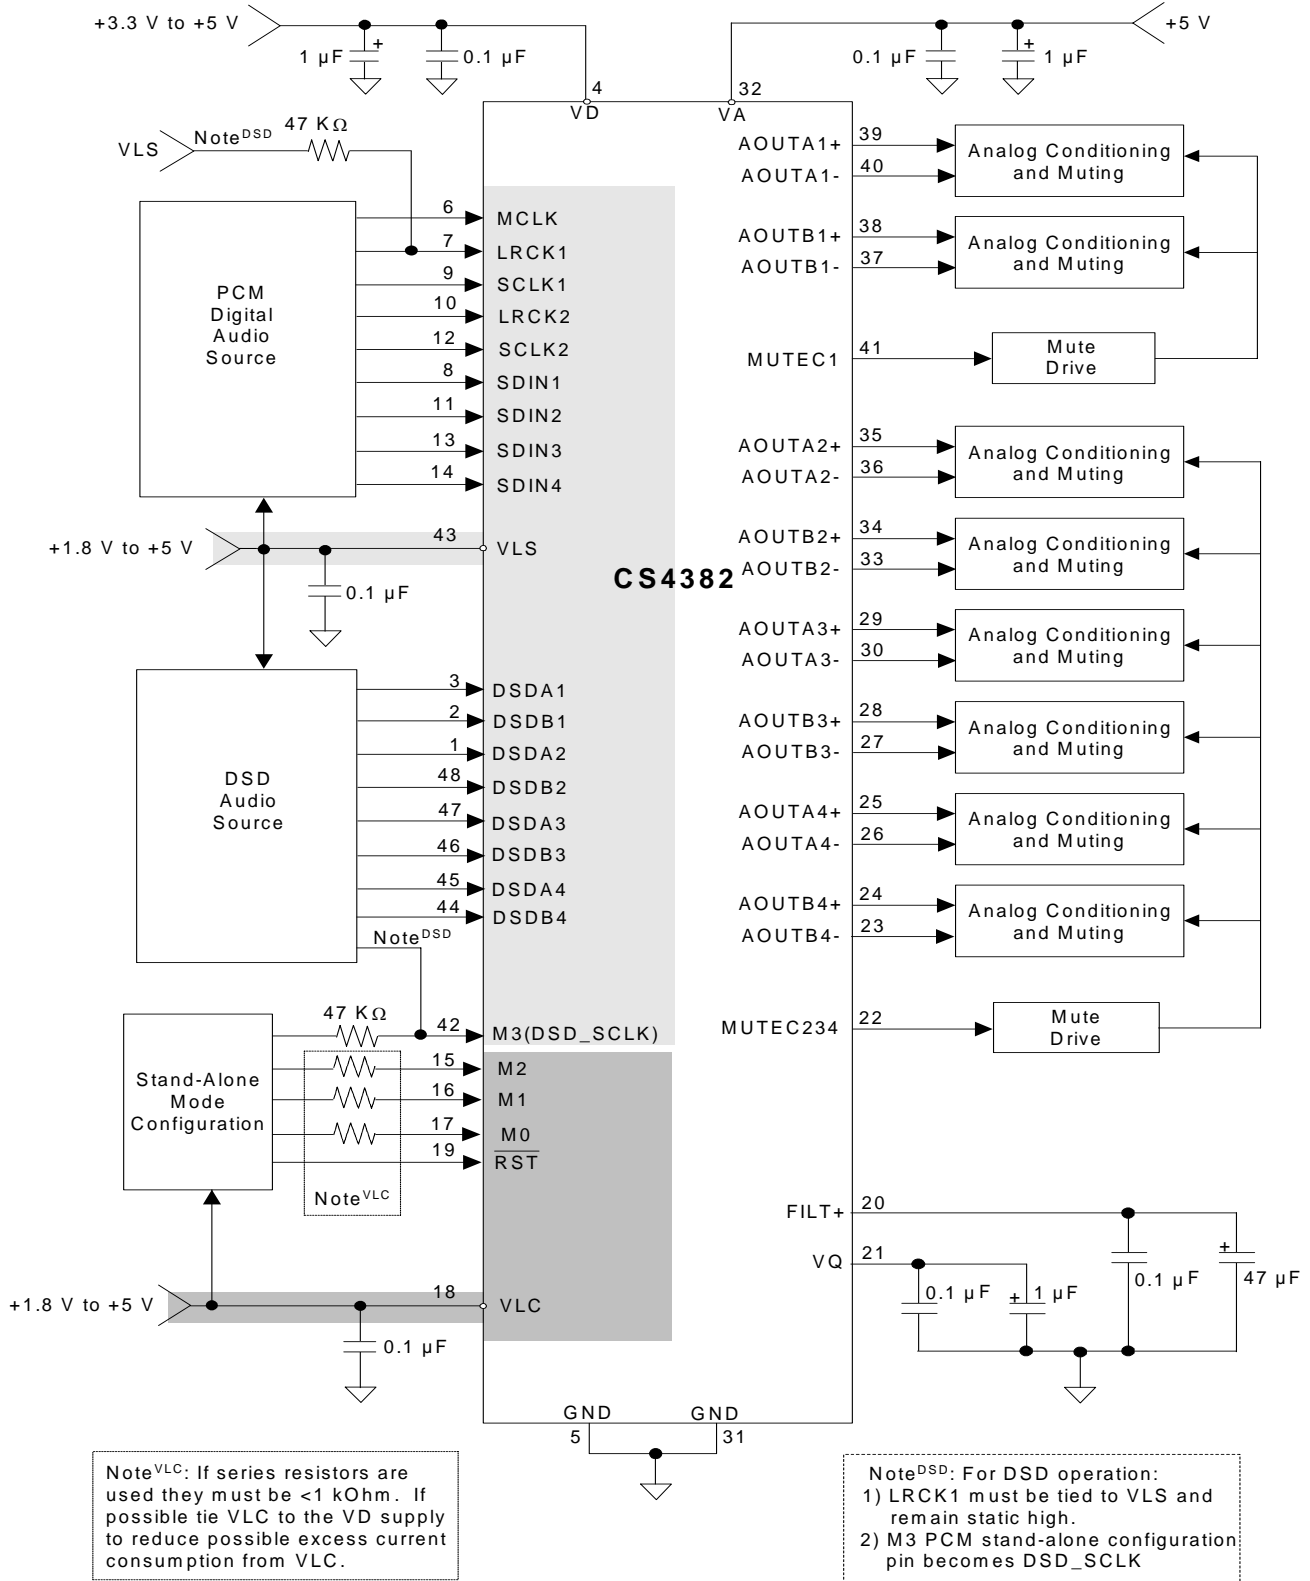 +3.3 V to +5 V
1 µF
+
0.1 µF
4
VD
+5 V
0.1 µF
+
1 µF
32
VA
VLS
Note^DSD
47 KΩ
PCM
Digital
Audio
Source
6
MCLK
7
LRCK1
9
SCLK1
10
LRCK2
12
SCLK2
8
SDIN1
11
SDIN2
13
SDIN3
14
SDIN4
+1.8 V to +5 V
43
VLS
0.1 µF
CS4382
DSD
Audio
Source
3
DSDA1
2
DSDB1
1
DSDA2
48
DSDB2
47
DSDA3
46
DSDB3
45
DSDA4
44
DSDB4
Note^DSD
47 KΩ
42
M3(DSD_SCLK)
Stand-Alone
Mode
Configuration
15
M2
16
M1
17
M0
19
RST
Note^VLC
+1.8 V to +5 V
18
VLC
0.1 µF
AOUTA1+
39
AOUTA1-
40
Analog Conditioning
and Muting
AOUTB1+
38
AOUTB1-
37
Analog Conditioning
and Muting
MUTEC1
41
Mute
Drive
AOUTA2+
35
AOUTA2-
36
Analog Conditioning
and Muting
AOUTB2+
34
AOUTB2-
33
Analog Conditioning
and Muting
AOUTA3+
29
AOUTA3-
30
Analog Conditioning
and Muting
AOUTB3+
28
AOUTB3-
27
Analog Conditioning
and Muting
AOUTA4+
25
AOUTA4-
26
Analog Conditioning
and Muting
AOUTB4+
24
AOUTB4-
23
Analog Conditioning
and Muting
MUTEC234
22
Mute
Drive
FILT+
20
VQ
21
0.1 µF
+
1 µF
0.1 µF
+
47 µF
GND
5
GND
31
Note^VLC: If series resistors are
used they must be <1 kOhm. If
possible tie VLC to the VD supply
to reduce possible excess current
consumption from VLC.
Note^DSD: For DSD operation:
1) LRCK1 must be tied to VLS and
remain static high.
2) M3 PCM stand-alone configuration
pin becomes DSD_SCLK